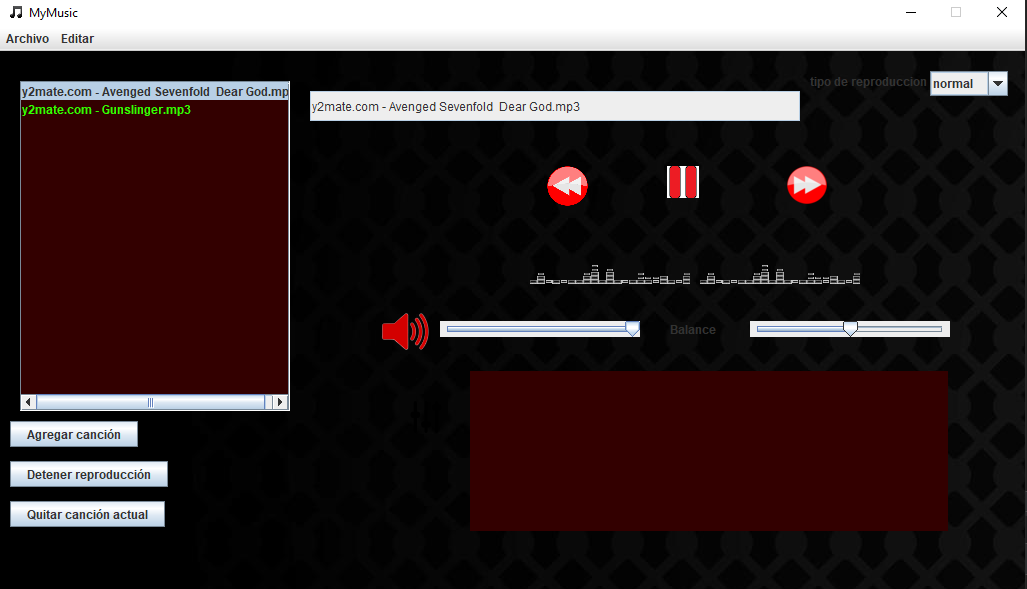 MyMusic
Archivo Editar
tipo de reproduccion normal
y2mate.com - Avenged Sevenfold  Dear God.mp
y2mate.com - Gunslinger.mp3
y2mate.com - Avenged Sevenfold  Dear God.mp3
Balance
Agregar canción
Detener reproducción
Quitar canción actual